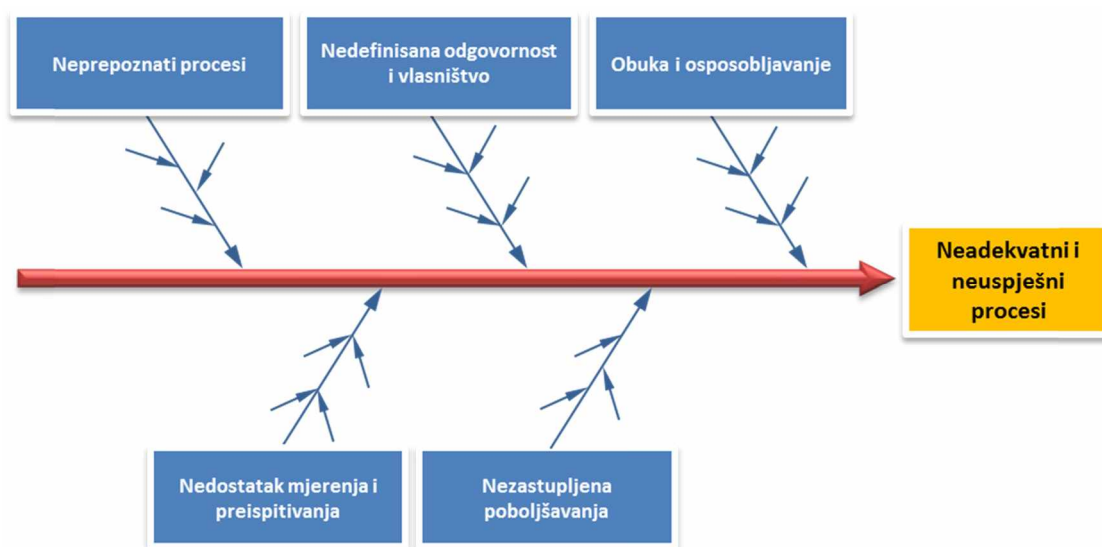 Neprepoznati procesi
Nedefinisana odgovornost
i vlasništvo
Obuka i osposobljavanje
Neadekvatni i
neuspješni
procesi
Nedostatak mjerenja i
preispitivanja
Nezastupljena
poboljšavanja